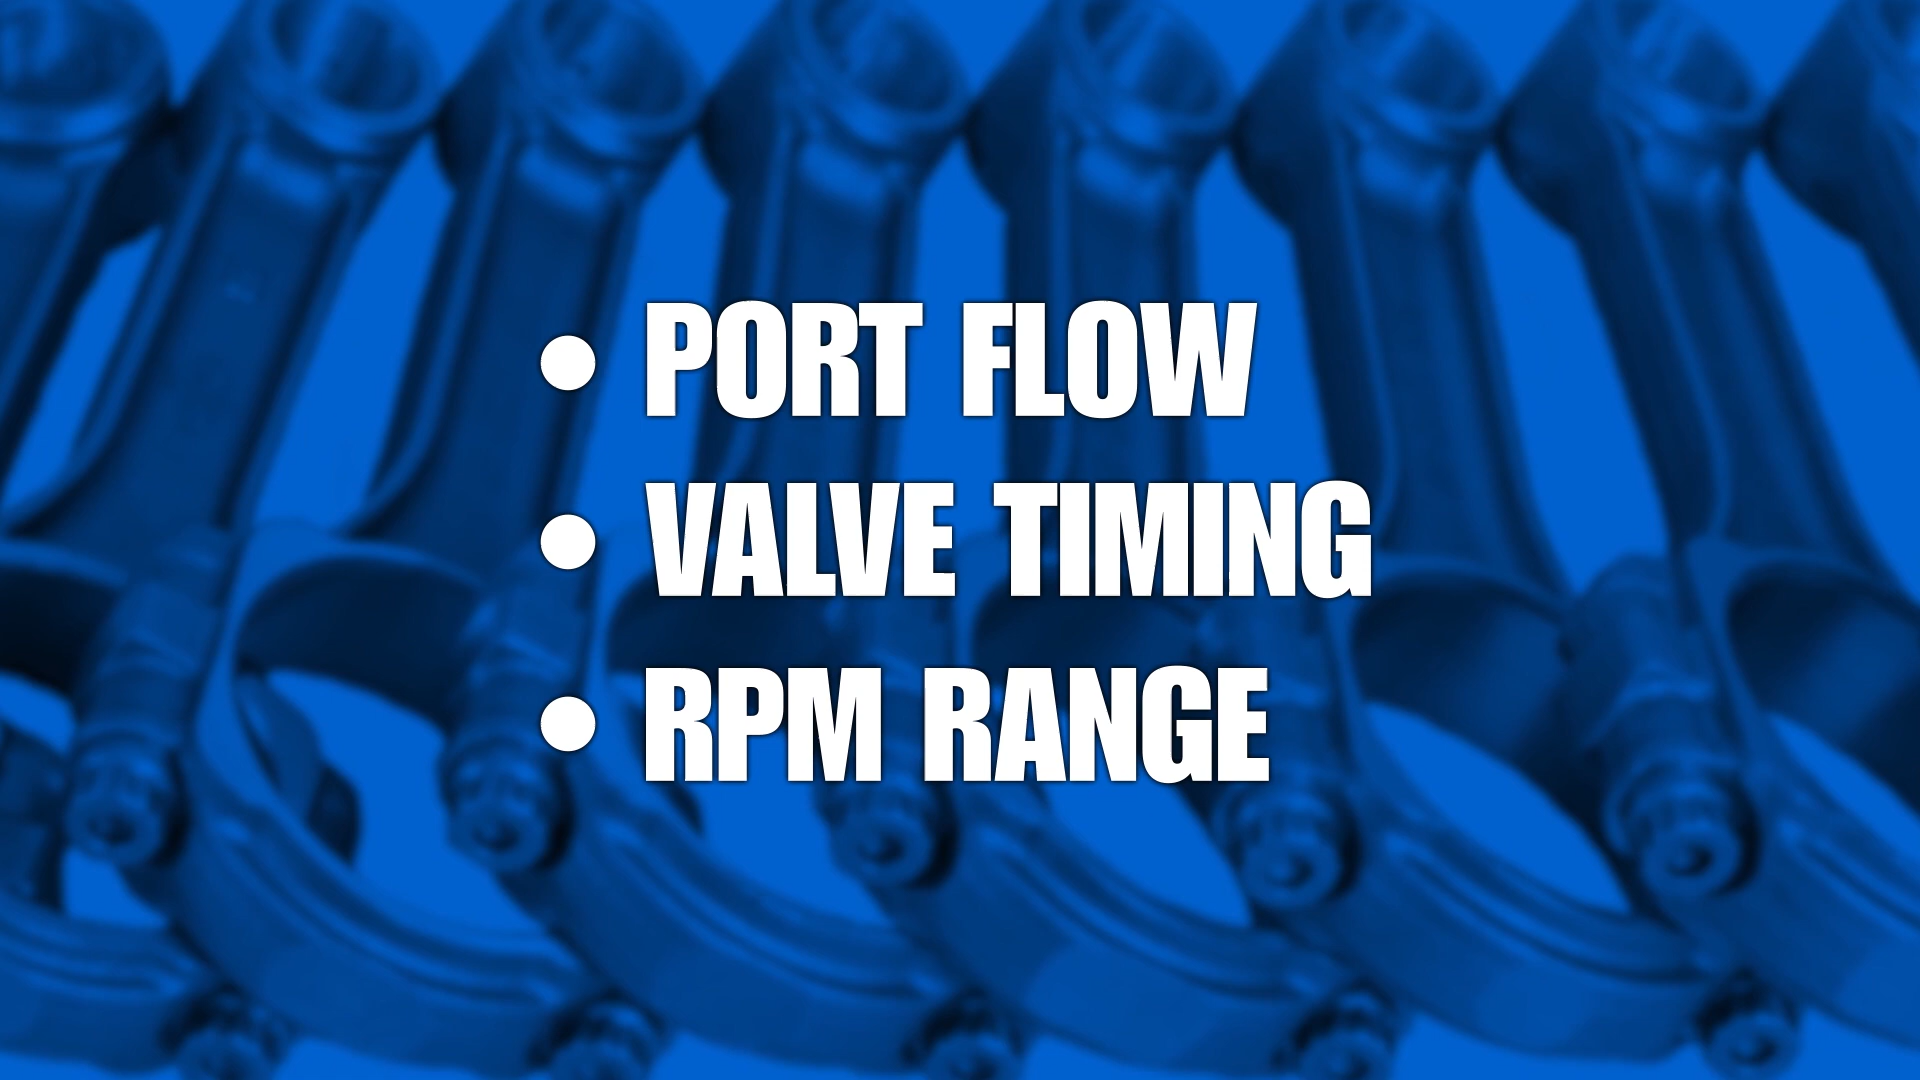 • PORT FLOW
• VALVE TIMING
• RPM RANGE